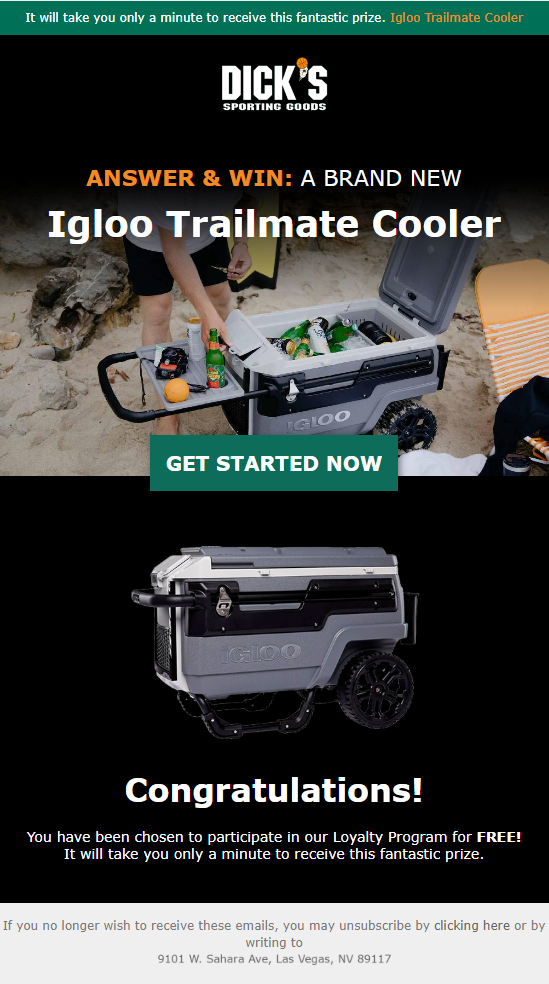 It will take you only a minute to receive this fantastic prize. Igloo Trailmate Cooler
DICK'S
SPORTING GOODS
ANSWER & WIN: A BRAND NEW
Igloo Trailmate Cooler
IGLOO
GET STARTED NOW
IGLOO
Congratulations!
You have been chosen to participate in our Loyalty Program for FREE!
It will take you only a minute to receive this fantastic prize.
If you no longer wish to receive these emails, you may unsubscribe by clicking here or by
writing to
9101 W. Sahara Ave, Las Vegas, NV 89117